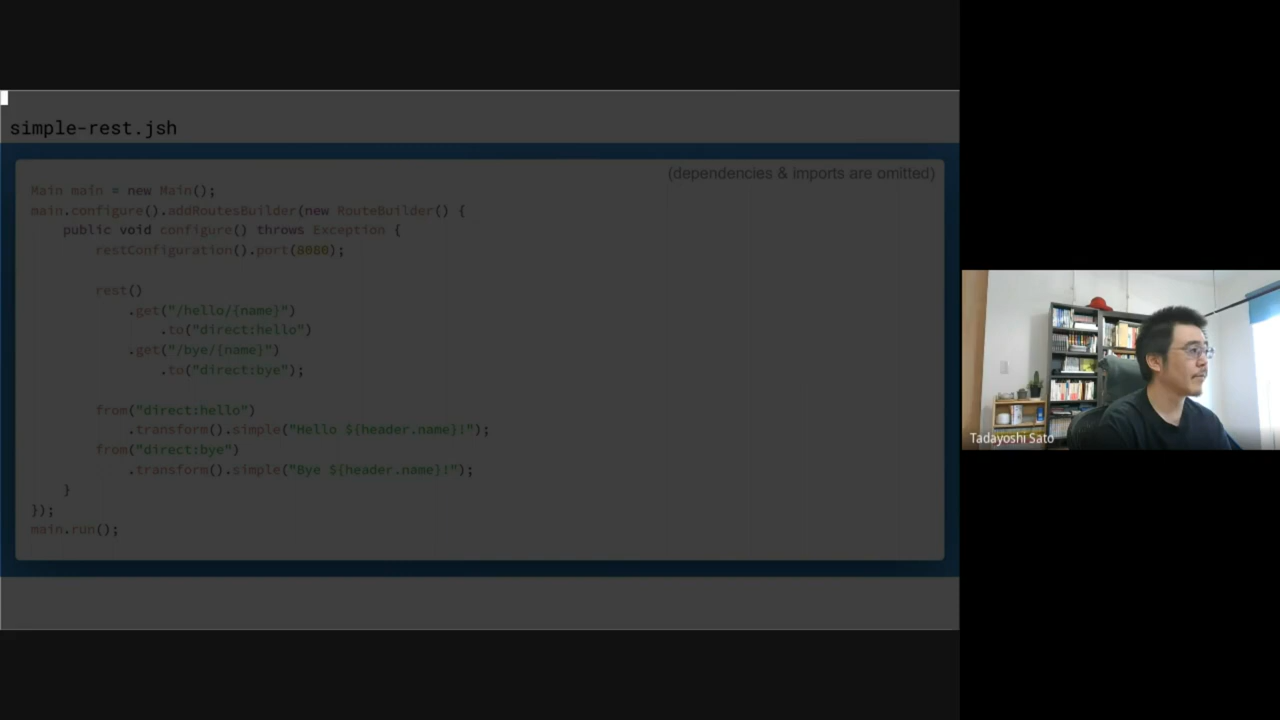 simple-rest.jsh
(dependencies & imports are omitted)
Main main = new Main();
main.configure().addRoutesBuilder(new RouteBuilder() {
    public void configure() throws Exception {
        restConfiguration().port(8080);

        rest()
            .get("/hello/{name}")
                .to("direct:hello")
            .get("/bye/{name}")
                .to("direct:bye");

        from("direct:hello")
            .transform().simple("Hello ${header.name}!");
        from("direct:bye")
            .transform().simple("Bye ${header.name}!");
    }
});
main.run();
Tadayoshi Sato